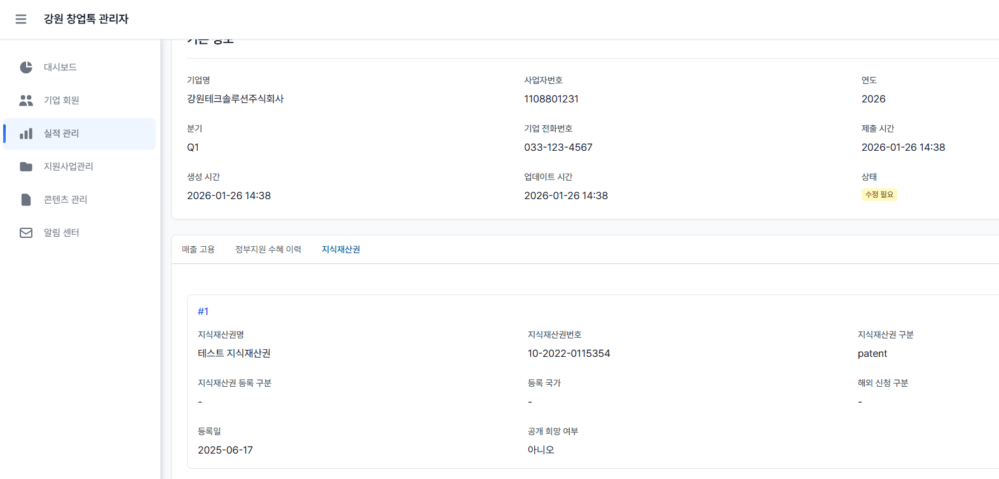 강원 창업톡 관리자
기본 정보
대시보드
기업 회원
실적 관리
지원사업관리
콘텐츠 관리
알림 센터
기업명
사업자번호
연도
강원테크솔루션주식회사
1108801231
2026
분기
기업 전화번호
제출 시간
Q1
033-123-4567
2026-01-26 14:38
생성 시간
업데이트 시간
상태
2026-01-26 14:38
2026-01-26 14:38
수정 필요
매출 고용
정부지원 수혜 이력
지식재산권
#1
지식재산권명
지식재산권번호
지식재산권 구분
테스트 지식재산권
10-2022-0115354
patent
지식재산권 등록 구분
등록 국가
해외 신청 구분
-
-
-
등록일
공개 희망 여부
2025-06-17
아니오